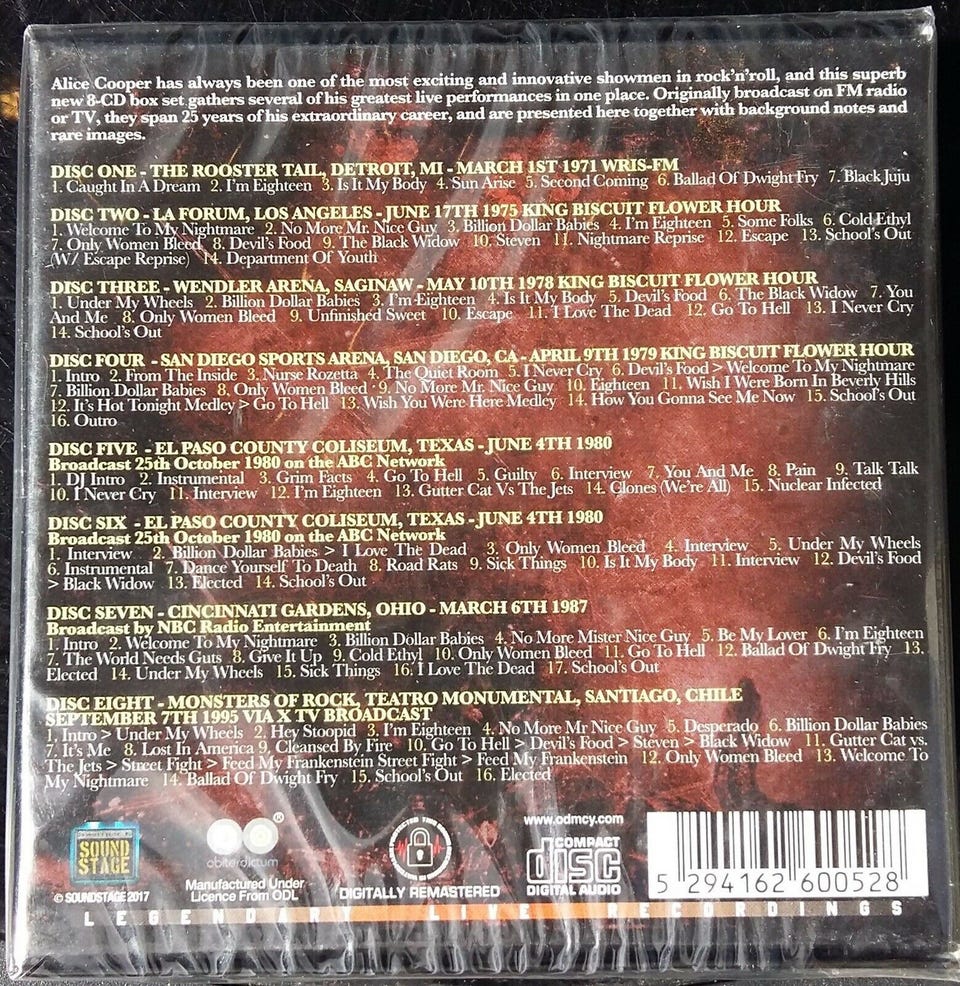 Alice Cooper has always been one of the most exciting and innovative showmen in rock'n'roll, and this superb
new 8-CD box set gathers several of his greatest live performances in one place. Originally broadcast on FM radio
or TV, they span 25 years of his extraordinary career, and are presented here together with background notes and
rare images.
DISC ONE - THE ROOSTER TAIL, DETROIT, MI - MARCH 1ST 1971 WRIS-FM
1. Caught In A Dream 2. I'm Eighteen 3. Is It My Body 4. Sun Arise 5. Second Coming 6. Ballad Of Dwight Fry 7. Black Juju
DISC TWO - LA FORUM, LOS ANGELES - JUNE 17TH 1975 KING BISCUIT FLOWER HOUR
1. Welcome To My Nightmare 2. No More Mr. Nice Guy 3. Billion Dollar Babies 4. I'm Eighteen 5. Some Folks 6. Cold Ethyl
7. Only Women Bleed 8. Devil's Food 9. The Black Widow 10. Steven 11. Nightmare Reprise 12. Escape 13. School's Out
(W/ Escape Reprise) 14. Department Of Youth
DISC THREE - WENDLER ARENA, SAGINAW - MAY 10TH 1978 KING BISCUIT FLOWER HOUR
1. Under My Wheels 2. Billion Dollar Babies 3. I'm Eighteen 4. Is It My Body 5. Devil's Food 6. The Black Widow 7. You
And Me 8. Only Women Bleed 9. Unfinished Sweet 10. Escape 11. I Love The Dead 12. Go To Hell 13. I Never Cry
14. School's Out
DISC FOUR - SAN DIEGO SPORTS ARENA, SAN DIEGO, CA - APRIL 9TH 1979 KING BISCUIT FLOWER HOUR
1. Intro 2. From The Inside 3. Nurse Rozetta 4. The Quiet Room 5. I Never Cry 6. Devil's Food > Welcome To My Nightmare
7. Billion Dollar Babies 8. Only Women Bleed 9. No More Mr. Nice Guy 10. Eighteen 11. Wish I Were Born In Beverly Hills
12. It's Hot Tonight Medley > Go To Hell 13. Wish You Were Here Medley 14. How You Gonna See Me Now 15. School's Out
16. Outro
DISC FIVE - EL PASO COUNTY COLISEUM, TEXAS - JUNE 4TH 1980
Broadcast 25th October 1980 on the ABC Network
1. DJ Intro 2. Instrumental 3. Grim Facts 4. Go To Hell 5. Guilty 6. Interview 7. You And Me 8. Pain 9. Talk Talk
10. I Never Cry 11. Interview 12. I'm Eighteen 13. Gutter Cat Vs The Jets 14. Clones (We're All) 15. Nuclear Infected
DISC SIX - EL PASO COUNTY COLISEUM, TEXAS - JUNE 4TH 1980
Broadcast 25th October 1980 on the ABC Network
1. Interview 2. Billion Dollar Babies > I Love The Dead 3. Only Women Bleed 4. Interview 5. Under My Wheels
6. Instrumental 7. Dance Yourself To Death 8. Road Rats 9. Sick Things 10. Is It My Body 11. Interview 12. Devil's Food
> Black Widow 13. Elected 14. School's Out
DISC SEVEN - CINCINNATI GARDENS, OHIO - MARCH 6TH 1987
Broadcast by NBC Radio Entertainment
1. Intro 2. Welcome To My Nightmare 3. Billion Dollar Babies 4. No More Mister Nice Guy 5. Be My Lover 6. I'm Eighteen
7. The World Needs Guts 8. Give It Up 9. Cold Ethyl 10. Only Women Bleed 11. Go To Hell 12. Ballad Of Dwight Fry 13.
Elected 14. Under My Wheels 15. Sick Things 16. I Love The Dead 17. School's Out
DISC EIGHT - MONSTERS OF ROCK, TEATRO MONUMENTAL, SANTIAGO, CHILE
SEPTEMBER 7TH 1995 VIA X TV BROADCAST
1. Intro > Under My Wheels 2. Hey Stoopid 3. I'm Eighteen 4. No More Mr Nice Guy 5. Desperado 6. Billion Dollar Babies
7. It's Me 8. Lost In America 9. Cleansed By Fire 10. Go To Hell > Devil's Food > Steven > Black Widow 11. Gutter Cat vs.
The Jets > Street Fight > Feed My Frankenstein Street Fight > Feed My Frankenstein 12. Only Women Bleed 13. Welcome To
My Nightmare 14. Ballad Of Dwight Fry 15. School's Out 16. Elected
SOUND
STAGE
© SOUNDSTAGE 2017
obiterdictum
®
Manufactured Under
Licence From ODL
DIGITALLY REMASTERED
www.odmcy.com
COMPACT
disc
DIGITAL AUDIO
5 294162 600528
LEGENDARY LIVE RECORDINGS